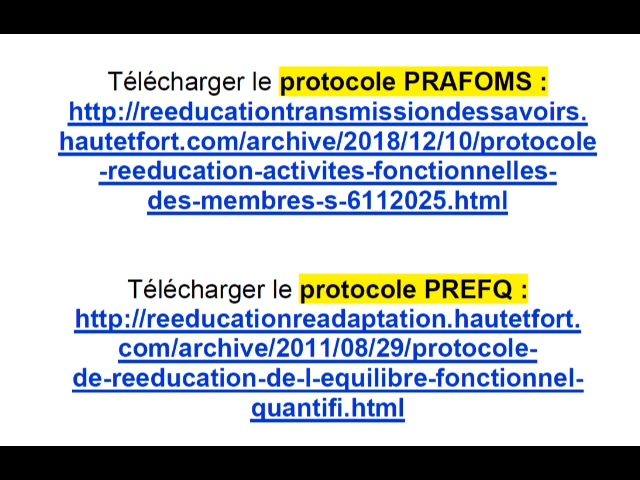 Télécharger le protocole PRAFOMS :
http://reeducationtransmissiondessavoirs.
hautetfort.com/archive/2018/12/10/protocole
-reeducation-activites-fonctionnelles-
des-membres-s-6112025.html
Télécharger le protocole PREFQ :
http://reeducationreadaptation.hautetfort.
com/archive/2011/08/29/protocole-
de-reeducation-de-l-equilibre-fonctionnel-
quantifi.html